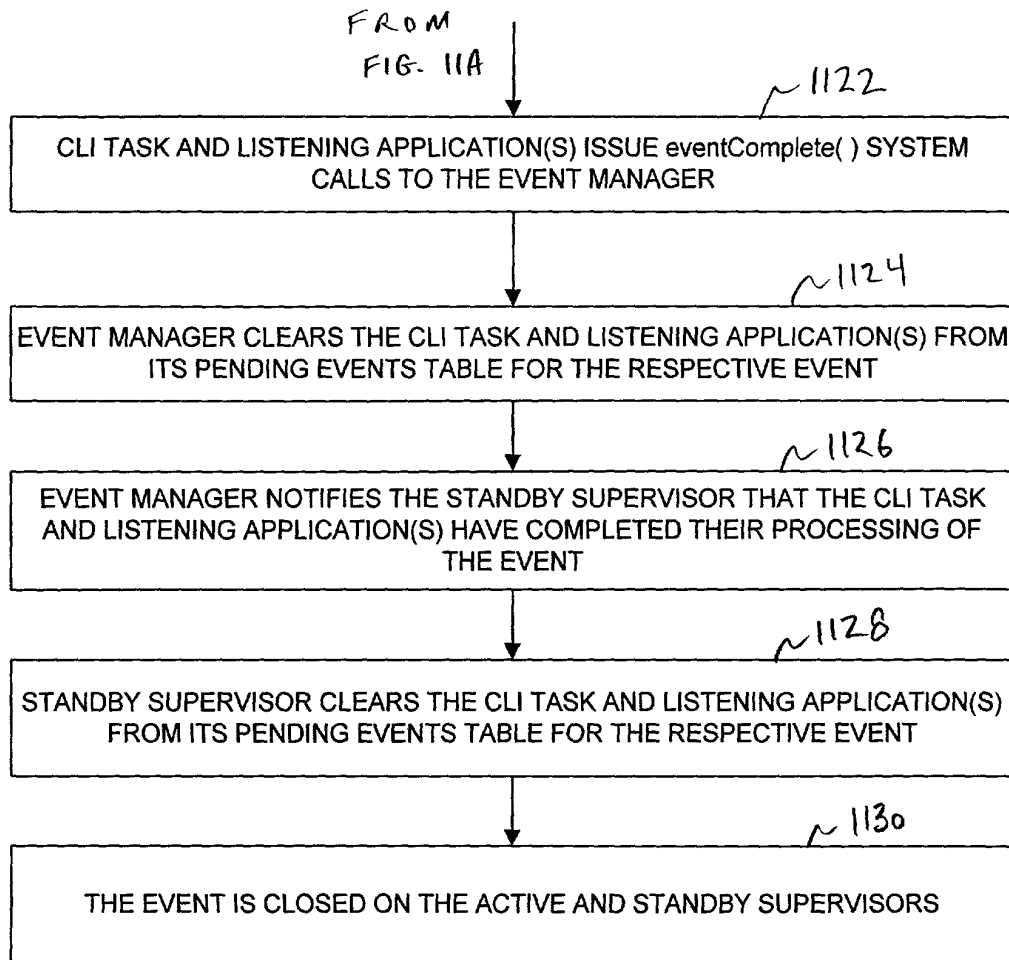 FROM
FIG. 11A
1122
CLI TASK AND LISTENING APPLICATION(S) ISSUE eventComplete( ) SYSTEM
CALLS TO THE EVENT MANAGER
1124
EVENT MANAGER CLEARS THE CLI TASK AND LISTENING APPLICATION(S) FROM
ITS PENDING EVENTS TABLE FOR THE RESPECTIVE EVENT
1126
EVENT MANAGER NOTIFIES THE STANDBY SUPERVISOR THAT THE CLI TASK
AND LISTENING APPLICATION(S) HAVE COMPLETED THEIR PROCESSING OF
THE EVENT
1128
STANDBY SUPERVISOR CLEARS THE CLI TASK AND LISTENING APPLICATION(S)
FROM ITS PENDING EVENTS TABLE FOR THE RESPECTIVE EVENT
1130
THE EVENT IS CLOSED ON THE ACTIVE AND STANDBY SUPERVISORS